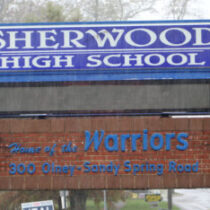 SHERWOOD
HIGH SCHOOL
Home of the Warriors
300 Olney-Sandy Spring Road